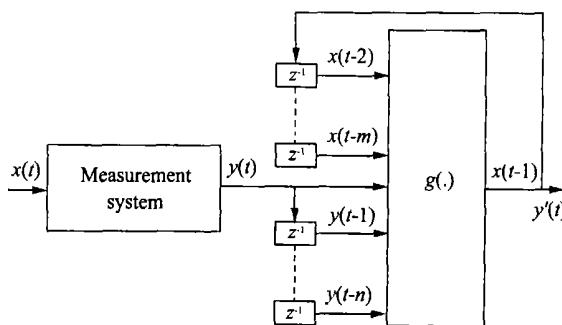 z-1
x(t-2)
z-1
x(t-m)
x(t)
Measurement
system
y(t)
g(.)
x(t-1)
y'(t)
z-1
y(t-1)
z-1
y(t-n)